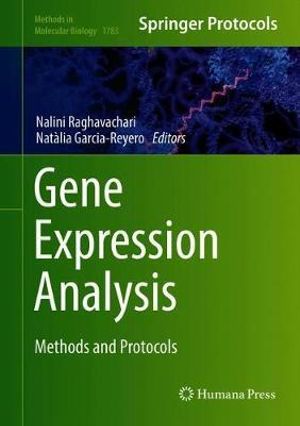 Methods in
Molecular Biology 1783
Springer Protocols
Nalini Raghavachari
Natàlia Garcia-Reyero Editors
Gene
Expression
Analysis
Methods and Protocols
Humana Press